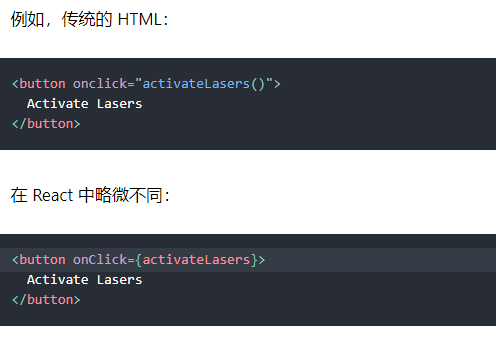 例如，传统的 HTML：
<button onclick="activateLasers()">
  Activate Lasers
</button>
在 React 中略微不同：
<button onClick={activateLasers}>
  Activate Lasers
</button>